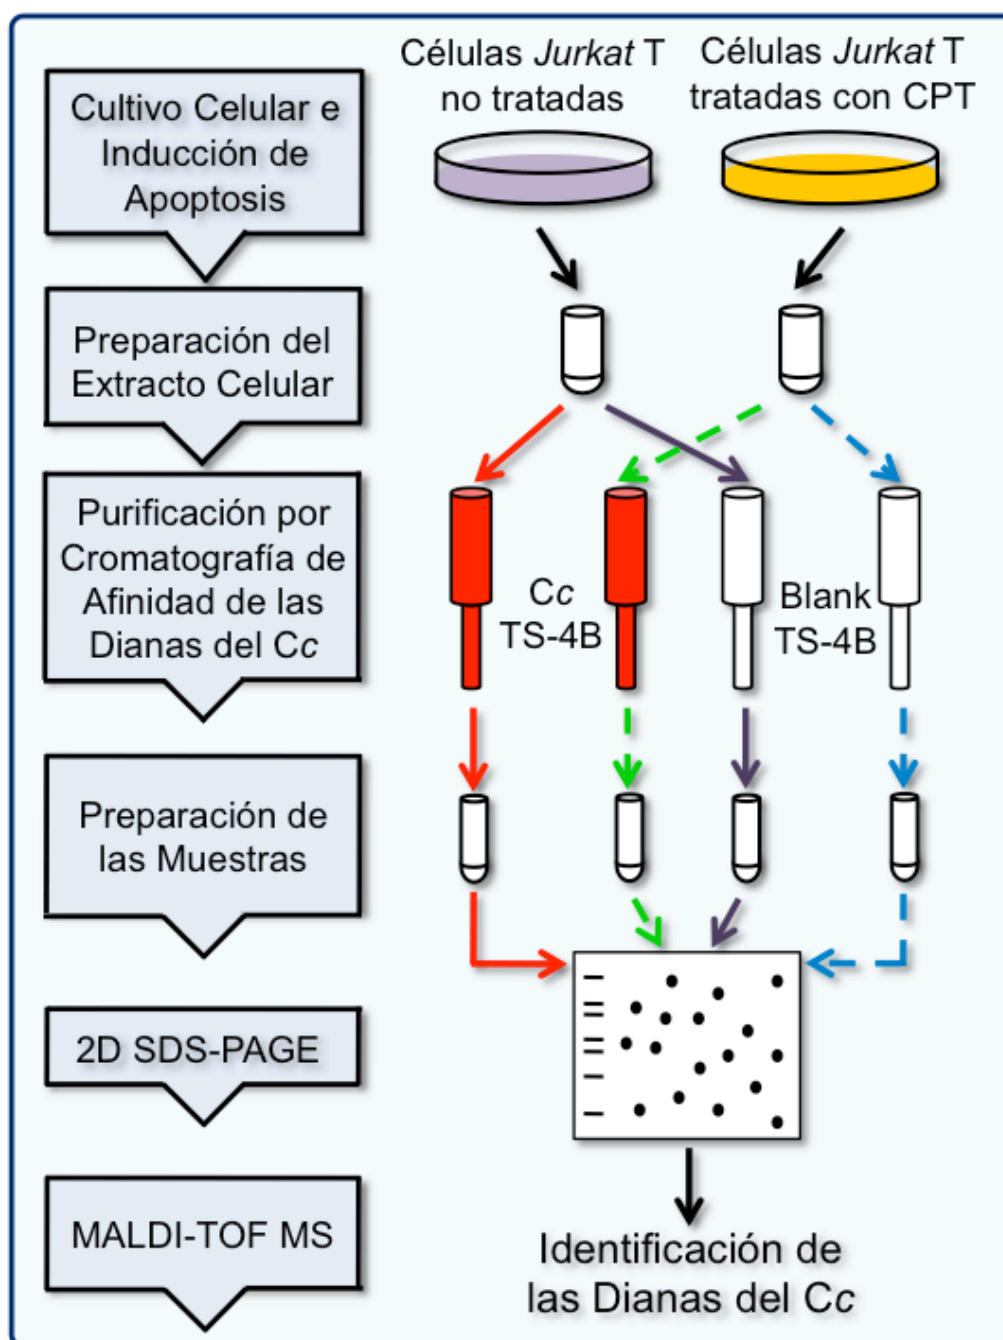 Células Jurkat T
no tratadas
Células Jurkat T
tratadas con CPT
Cultivo Celular e
Inducción de
Apoptosis
Preparación del
Extracto Celular
Purificación por
Cromatografía de
Afinidad de las
Dianas del Cc
Cc
TS-4B
Blank
TS-4B
Preparación de
las Muestras
2D SDS-PAGE
MALDI-TOF MS
Identificación de
las Dianas del Cc